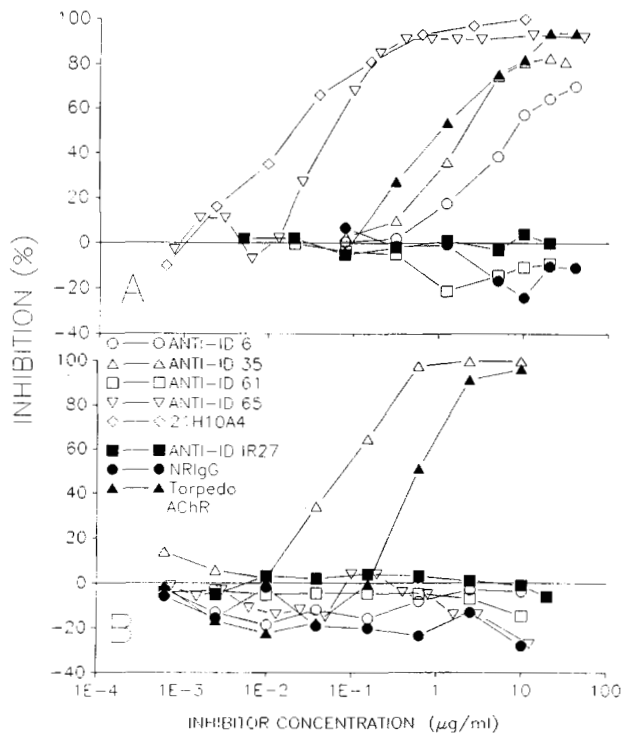 100
80
60
40
20
0
-20
-40
A
INHIBITION (%)
ANTI-ID 6
ANTI-ID 35
ANTI-ID 61
ANTI-ID 65
21H10A4
ANTI-ID IR27
NRIgG
Torpedo
AChR
100
80
60
40
20
0
-20
-40
B
1E-4 1E-3 1E-2 1E-1 1 10 100
INHIBITOR CONCENTRATION (µg/ml)